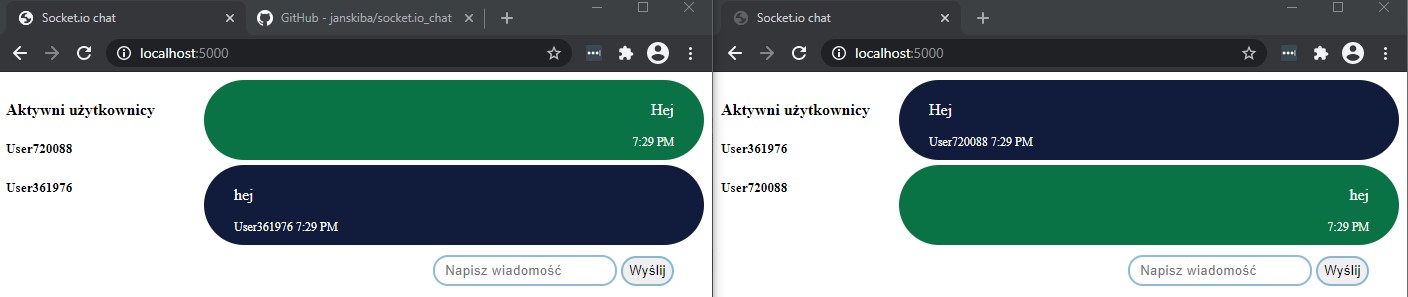 Socket.io chat
GitHub - janskiba/socket.io_chat
localhost:5000
Aktywni użytkownicy
User720088
User361976
Hej
7:29 PM
hej
User361976 7:29 PM
Napisz wiadomość
Wyślij
Socket.io chat
localhost:5000
Aktywni użytkownicy
User361976
User720088
Hej
User720088 7:29 PM
hej
7:29 PM
Napisz wiadomość
Wyślij